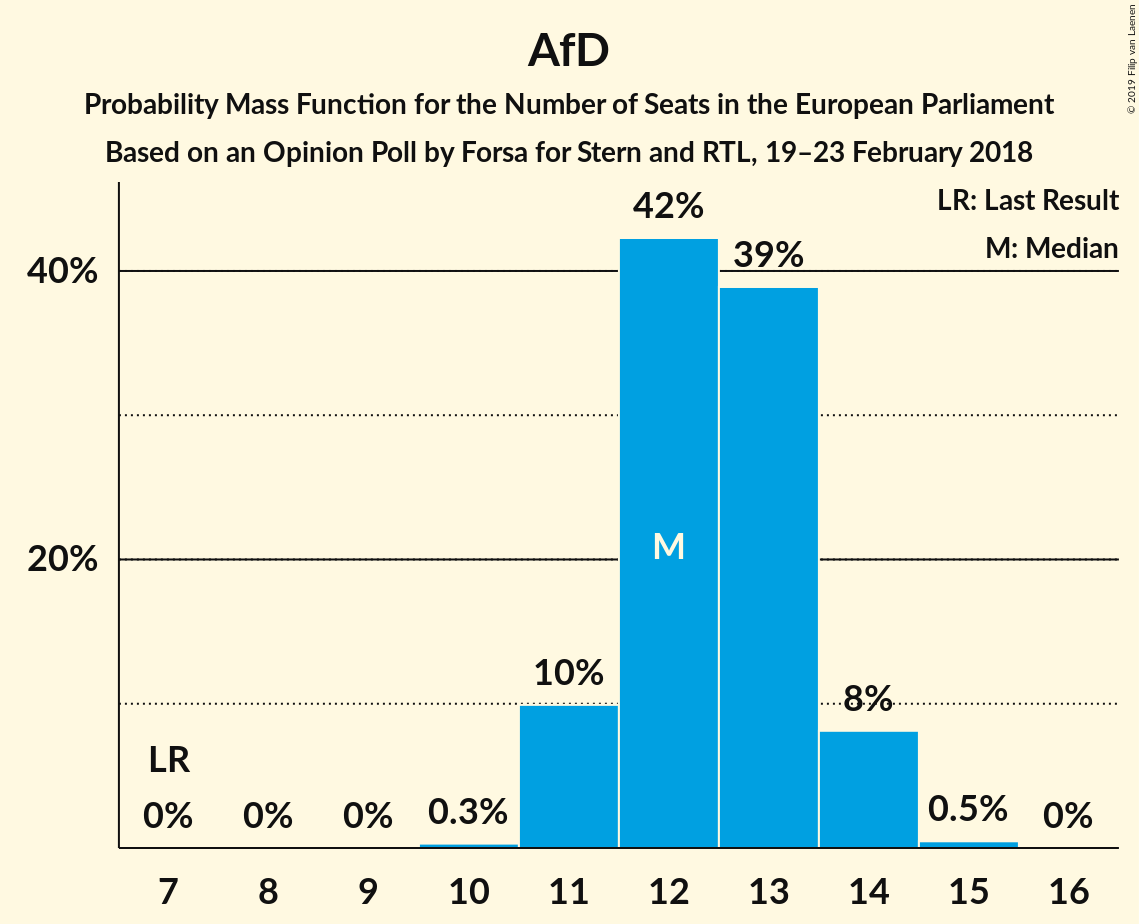 AfD
Probability Mass Function for the Number of Seats in the European Parliament
Based on an Opinion Poll by Forsa for Stern and RTL, 19–23 February 2018
© 2019 Filip van Laenen
LR: Last Result
M: Median
40%
20%
LR
0%
0%
0%
0.3%
10%
42%
M
39%
8%
0.5%
0%
7
8
9
10
11
12
13
14
15
16